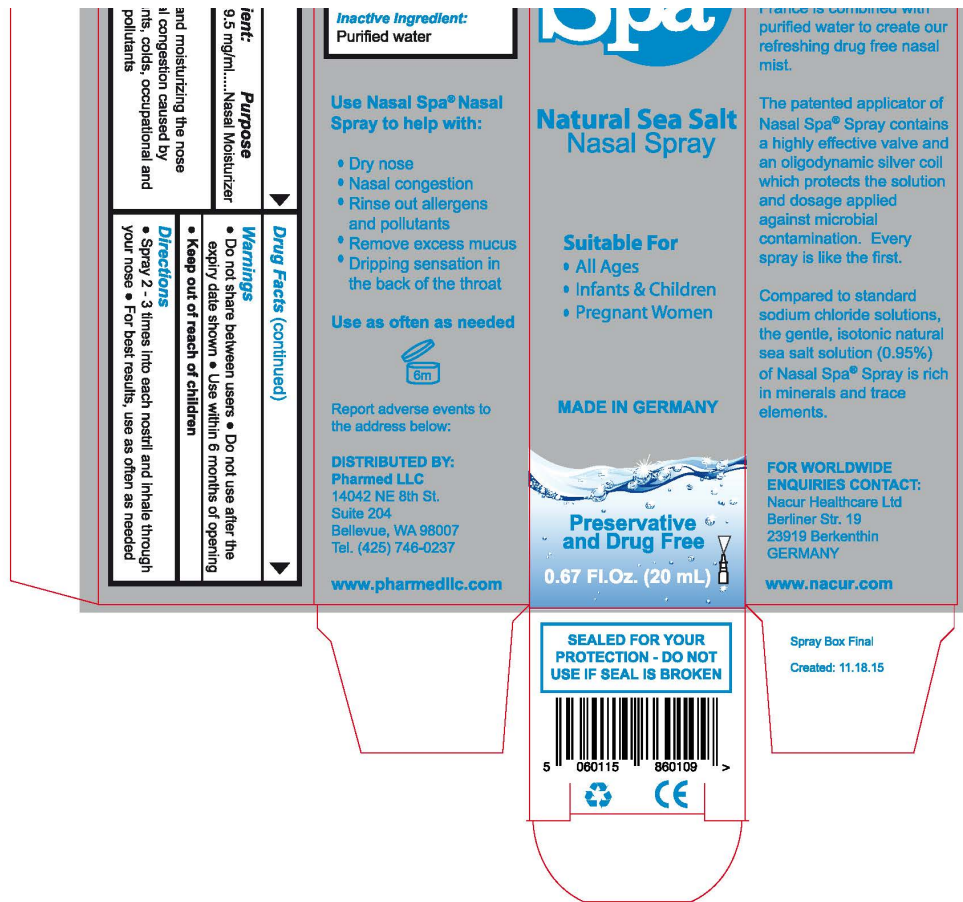 ient: Purpose
9.5 mg/ml.....Nasal Moisturizer
and moisturizing the nose
al congestion caused by
nts, colds, occupational and
pollutants
Drug Facts (continued)
Warnings
• Do not share between users • Do not use after the
expiry date shown • Use within 6 months of opening
• Keep out of reach of children
Directions
• Spray 2 - 3 times into each nostril and inhale through
your nose • For best results, use as often as needed
Inactive Ingredient:
Purified water
Use Nasal Spa® Nasal
Spray to help with:
• Dry nose
• Nasal congestion
• Rinse out allergens
and pollutants
• Remove excess mucus
• Dripping sensation in
the back of the throat
Use as often as needed
6m
Report adverse events to
the address below:
DISTRIBUTED BY:
Pharmed LLC
14042 NE 8th St.
Suite 204
Bellevue, WA 98007
Tel. (425) 746-0237
www.pharmedllc.com
Spa
Natural Sea Salt
Nasal Spray
Suitable For
• All Ages
• Infants & Children
• Pregnant Women
MADE IN GERMANY
Preservative
and Drug Free
0.67 Fl.Oz. (20 mL)
SEALED FOR YOUR
PROTECTION - DO NOT
USE IF SEAL IS BROKEN
5 060115 860109 >
CE
France is combined with
purified water to create our
refreshing drug free nasal
mist.
The patented applicator of
Nasal Spa® Spray contains
a highly effective valve and
an oligodynamic silver coil
which protects the solution
and dosage applied
against microbial
contamination. Every
spray is like the first.
Compared to standard
sodium chloride solutions,
the gentle, isotonic natural
sea salt solution (0.95%)
of Nasal Spa® Spray is rich
in minerals and trace
elements.
FOR WORLDWIDE
ENQUIRIES CONTACT:
Nacur Healthcare Ltd
Berliner Str. 19
23919 Berkenthin
GERMANY
www.nacur.com
Spray Box Final
Created: 11.18.15